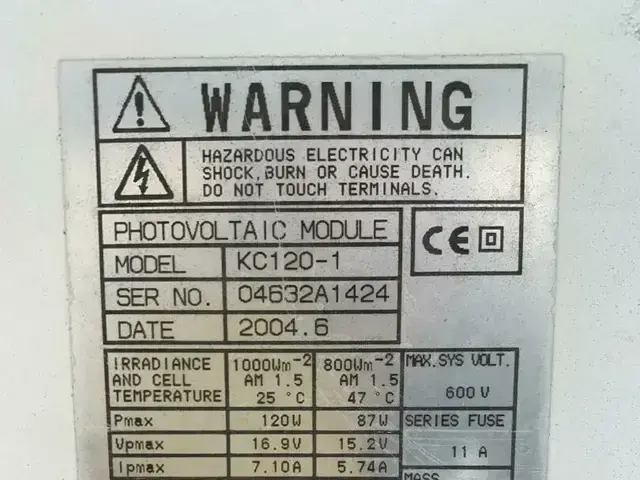 WARNING
HAZARDOUS ELECTRICITY CAN
SHOCK,BURN OR CAUSE DEATH.
DO NOT TOUCH TERMINALS.
PHOTOVOLTAIC MODULE
CE
MODEL KC120-1
SER NO. 04632A1424
DATE 2004.6
IRRADIANCE
AND CELL
TEMPERATURE
1000Wm-2
AM 1.5
25 °C
800Wm-2
AM 1.5
47 °C
MAX.SYS VOLT.
600 V
Pmax 120W 87W
SERIES FUSE
11 A
Vpmax 16.9V 15.2V
Ipmax 7.10A 5.74A
MASS